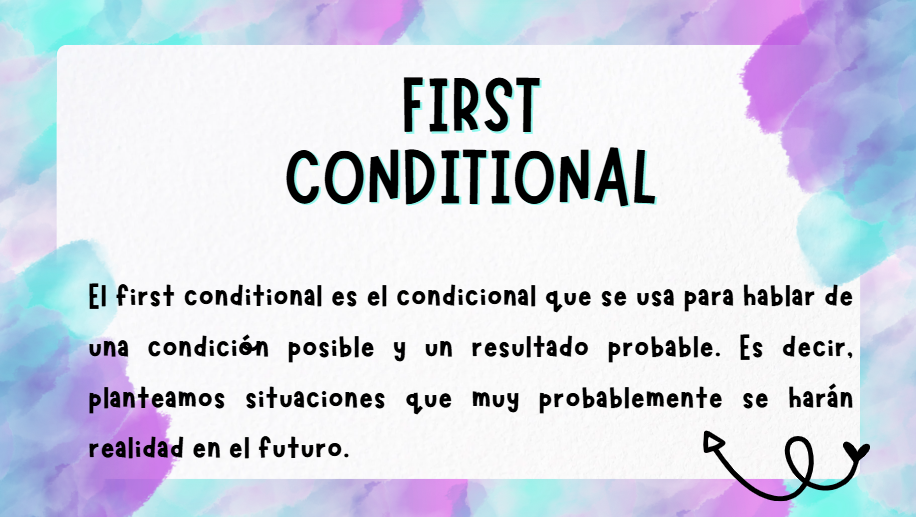 FIRST
CONDITIONAL
El first conditional es el condicional que se usa para hablar de
una condición posible y un resultado probable. Es decir,
planteamos situaciones que muy probablemente se harán
realidad en el futuro.